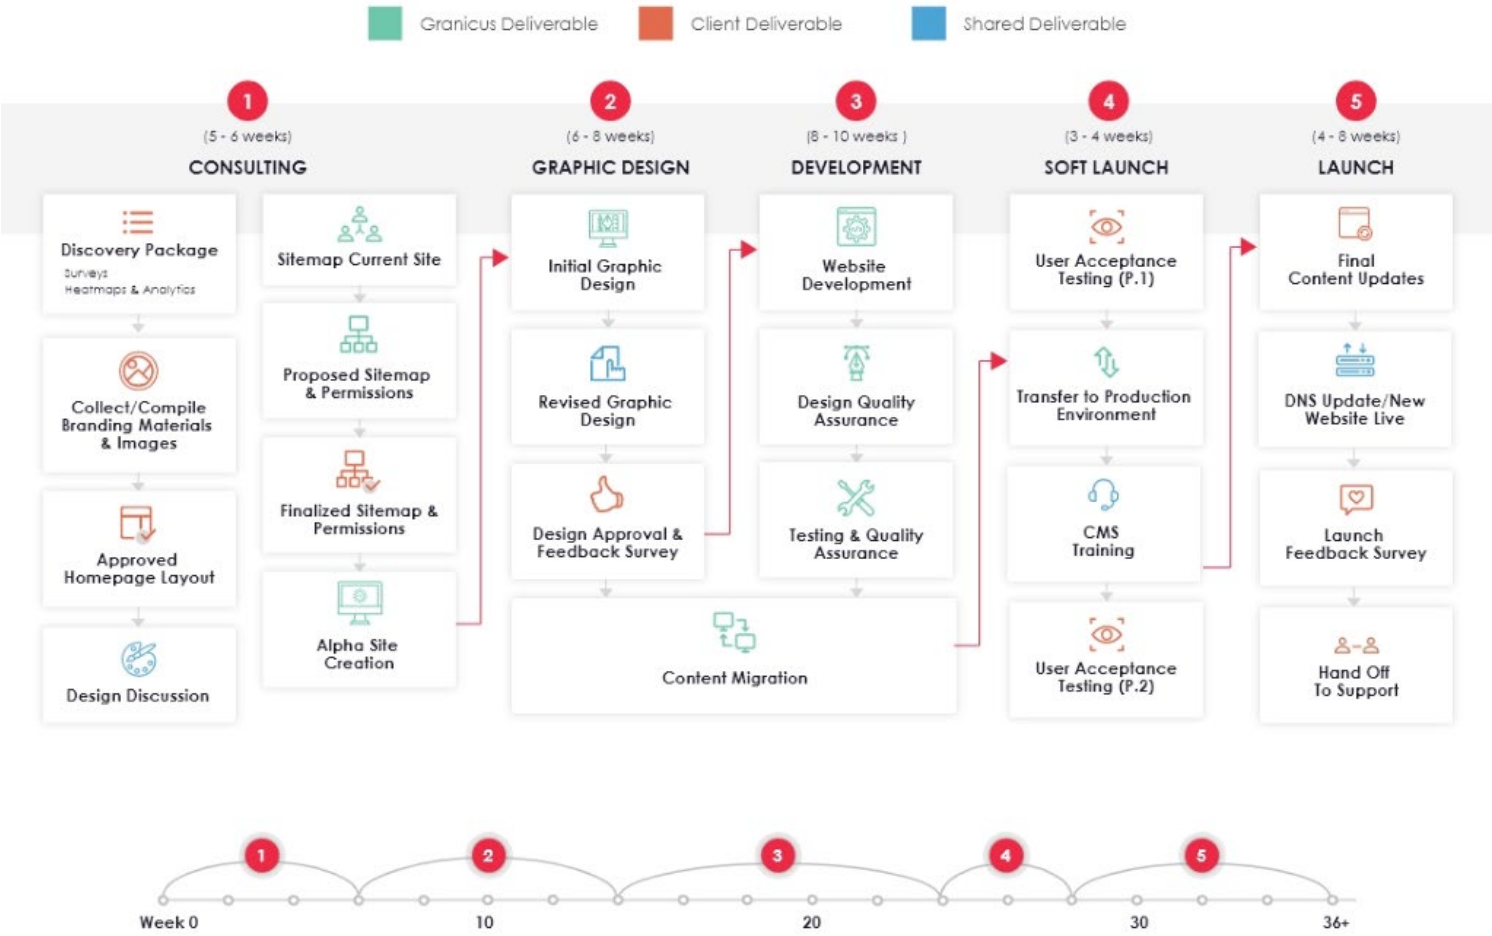 Granicus Deliverable
Client Deliverable
Shared Deliverable
1
(5 - 6 weeks)
CONSULTING
Discovery Package
Surveys
Heatmaps & Analytics
Collect/Compile
Branding Materials
& Images
Approved
Homepage Layout
Design Discussion
Sitemap Current Site
Proposed Sitemap
& Permissions
Finalized Sitemap &
Permissions
Alpha Site
Creation
2
(6 - 8 weeks)
GRAPHIC DESIGN
Initial Graphic
Design
Revised Graphic
Design
Design Approval &
Feedback Survey
3
(8 - 10 weeks )
DEVELOPMENT
Website
Development
Design Quality
Assurance
Testing & Quality
Assurance
Content Migration
4
(3 - 4 weeks)
SOFT LAUNCH
User Acceptance
Testing (P.1)
Transfer to Production
Environment
CMS
Training
User Acceptance
Testing (P.2)
5
(4 - 8 weeks)
LAUNCH
Final
Content Updates
DNS Update/New
Website Live
Launch
Feedback Survey
Hand Off
To Support
1
2
3
4
5
Week 0
10
20
30
36+